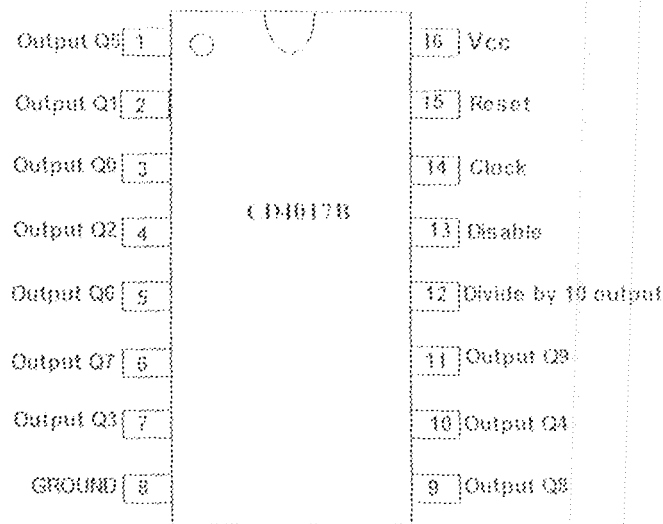 Output Q5 1
Output Q1 2
Output Q0 3
Output Q2 4
Output Q6 5
Output Q7 6
Output Q3 7
GROUND 8
CD4017B
16 Vcc
15 Reset
14 Clock
13 Disable
12 Divide by 10 output
11 Output Q9
10 Output Q4
9 Output Q8